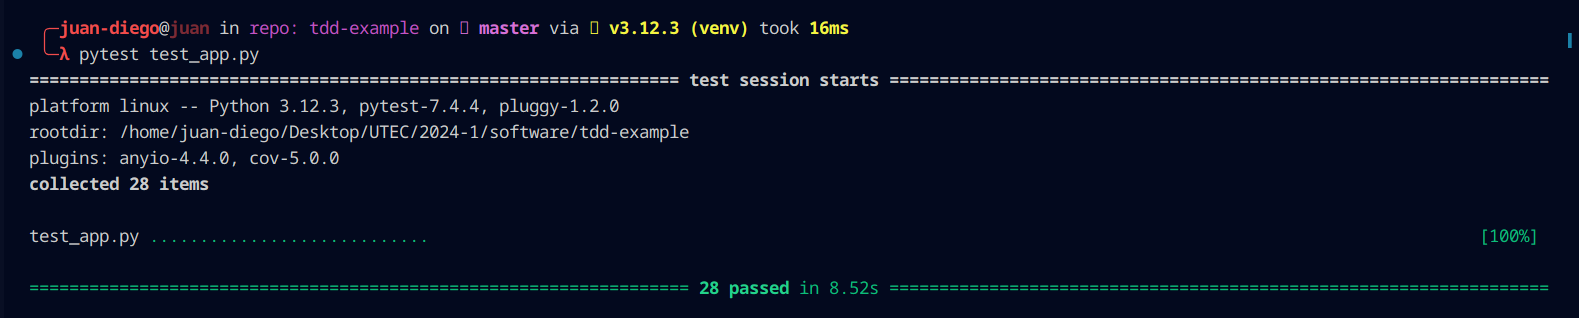 juan-diego@juan in repo: tdd-example on master via v3.12.3 (venv) took 16ms
λ pytest test_app.py
================================================================= test session starts ==================================================================
platform linux -- Python 3.12.3, pytest-7.4.4, pluggy-1.2.0
rootdir: /home/juan-diego/Desktop/UTEC/2024-1/software/tdd-example
plugins: anyio-4.4.0, cov-5.0.0
collected 28 items
test_app.py ............................ [100%]
================================================================== 28 passed in 8.52s ==================================================================